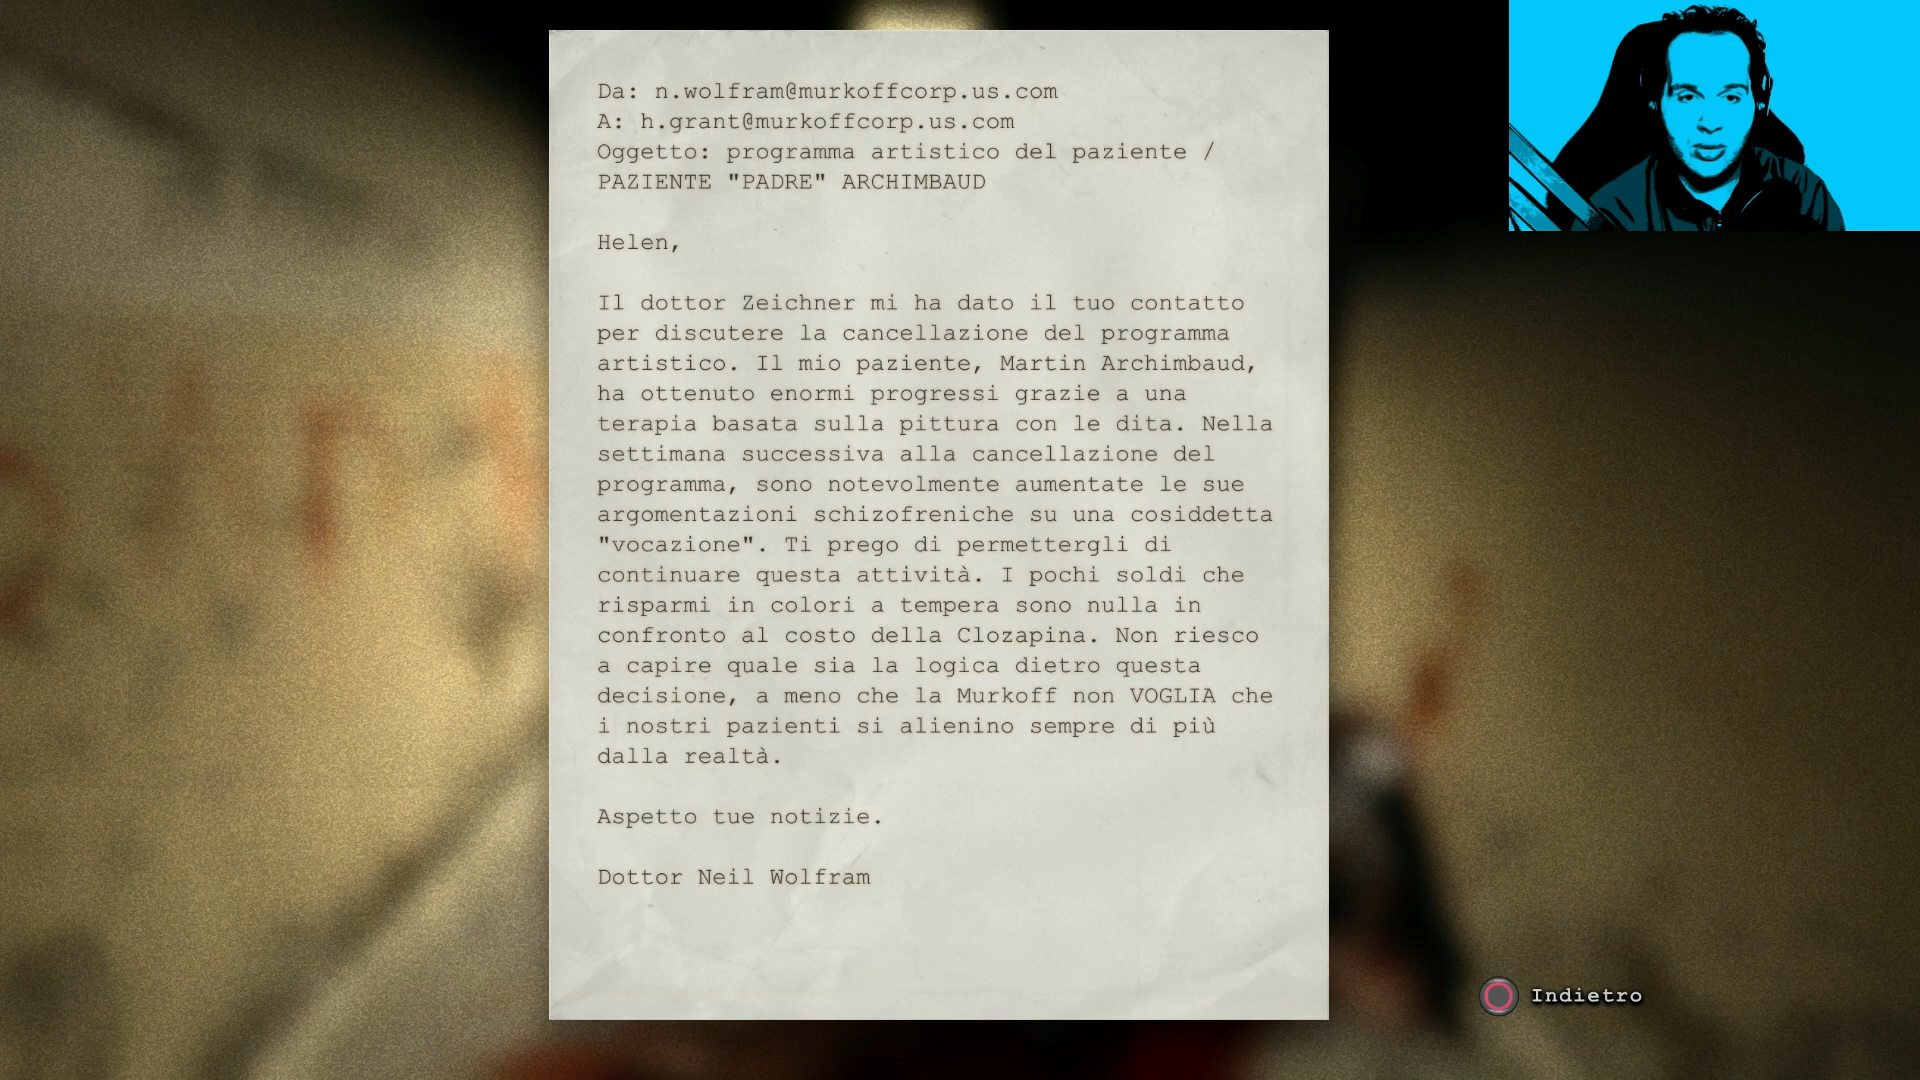 Da: n.wolfram@murkoffcorp.us.com
A: h.grant@murkoffcorp.us.com
Oggetto: programma artistico del paziente /
PAZIENTE "PADRE" ARCHIMBAUD
Helen,
Il dottor Zeichner mi ha dato il tuo contatto
per discutere la cancellazione del programma
artistico. Il mio paziente, Martin Archimbaud,
ha ottenuto enormi progressi grazie a una
terapia basata sulla pittura con le dita. Nella
settimana successiva alla cancellazione del
programma, sono notevolmente aumentate le sue
argomentazioni schizofreniche su una cosiddetta
"vocazione". Ti prego di permettergli di
continuare questa attività. I pochi soldi che
risparmi in colori a tempera sono nulla in
confronto al costo della Clozapina. Non riesco
a capire quale sia la logica dietro questa
decisione, a meno che la Murkoff non VOGLIA che
i nostri pazienti si alienino sempre di più
dalla realtà.
Aspetto tue notizie.
Dottor Neil Wolfram
Indietro